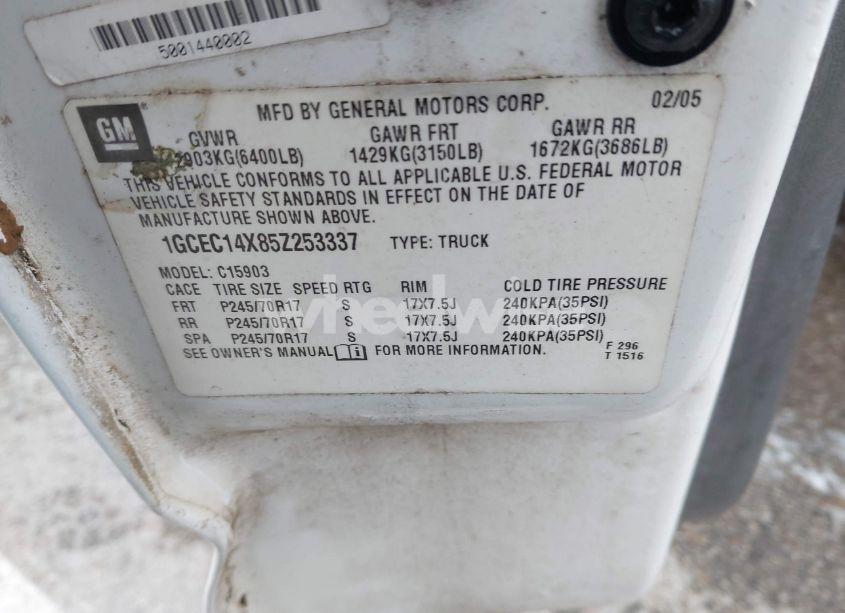 5001440002
GM
MFD BY GENERAL MOTORS CORP. 02/05
GVWR GAWR FRT GAWR RR
903KG(6400LB) 1429KG(3150LB) 1672KG(3686LB)
THIS VEHICLE CONFORMS TO ALL APPLICABLE U.S. FEDERAL MOTOR
VEHICLE SAFETY STANDARDS IN EFFECT ON THE DATE OF
MANUFACTURE SHOWN ABOVE.
1GCEC14X85Z253337 TYPE: TRUCK
MODEL: C15903
CACE TIRE SIZE SPEED RTG RIM COLD TIRE PRESSURE
FRT P245/70R17 S 17X7.5J 240KPA(35PSI)
RR P245/70R17 S 17X7.5J 240KPA(35PSI)
SPA P245/70R17 S 17X7.5J 240KPA(35PSI)
SEE OWNER'S MANUAL FOR MORE INFORMATION.
F 296
T 1516